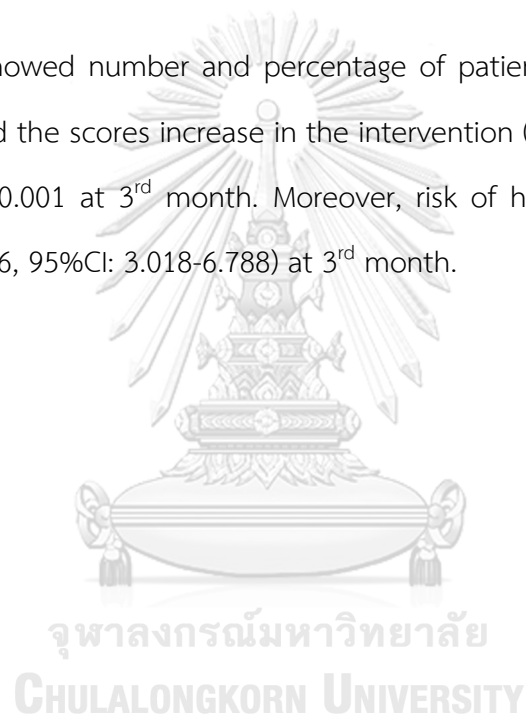 number and percentage of
d the scores increase in the intervention
0.001 at 3rd month. Moreover, risk of
6, 95%CI: 3.018-6.788) at 3rd month.
จุฬาลงกรณ์มหาวิทยาลัย
CHULALONGKORN UNIVERSITY